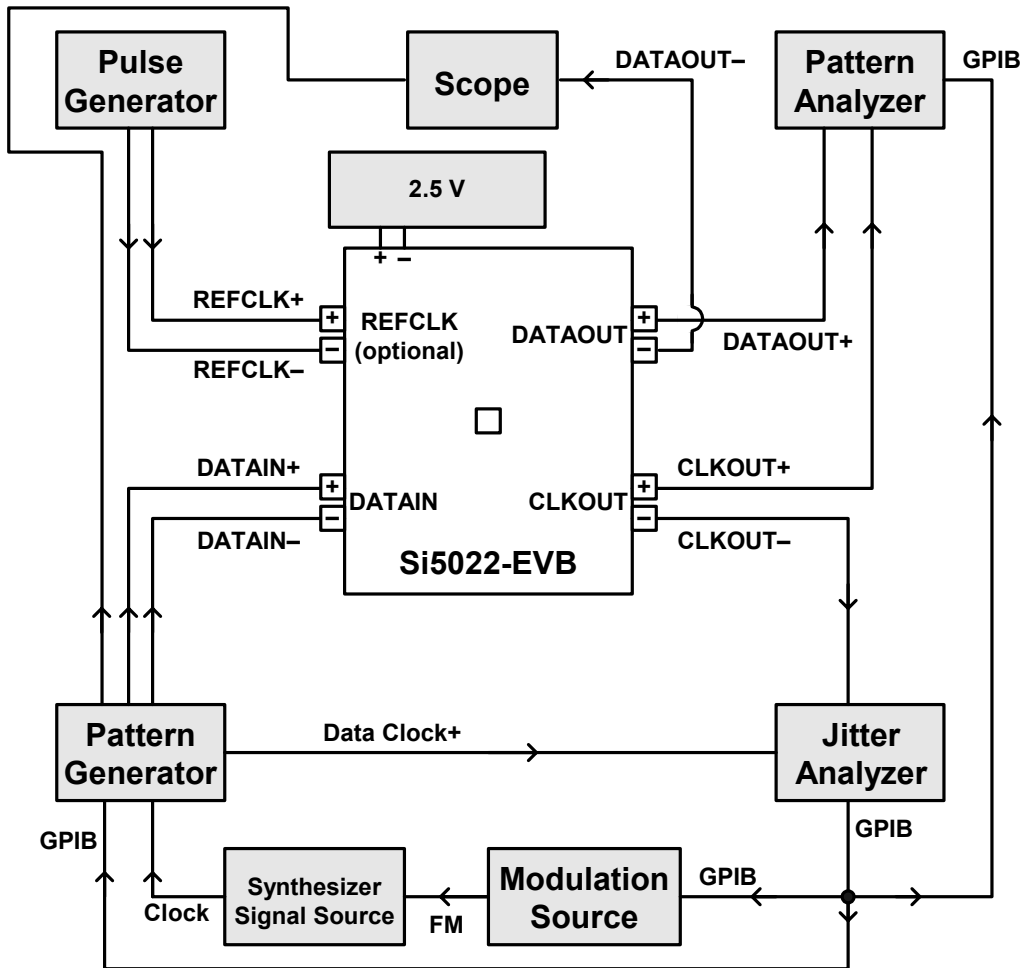 Pulse
Generator
Scope
DATAOUT–
Pattern
Analyzer
GPIB
2.5 V
+ –
REFCLK+
+
REFCLK
(optional)
–
REFCLK–
DATAOUT
+
–
DATAOUT+
DATAIN+
+
DATAIN
–
DATAIN–
CLKOUT+
CLKOUT
+
–
CLKOUT–
Si5022-EVB
Pattern
Generator
Data Clock+
Jitter
Analyzer
GPIB
GPIB
Clock
Synthesizer
Signal Source
FM
Modulation
Source
GPIB